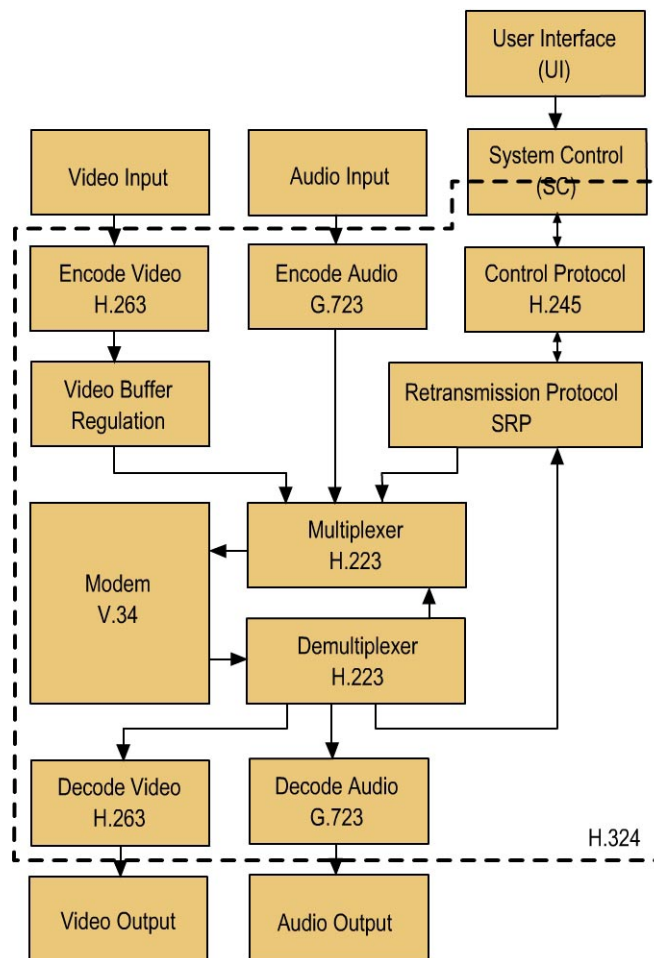 User Interface
(UI)
System Control
(SC)
Video Input
Audio Input
Encode Video
H.263
Encode Audio
G.723
Control Protocol
H.245
Video Buffer
Regulation
Retransmission Protocol
SRP
Multiplexer
H.223
Modem
V.34
Demultiplexer
H.223
Decode Video
H.263
Decode Audio
G.723
H.324
Video Output
Audio Output